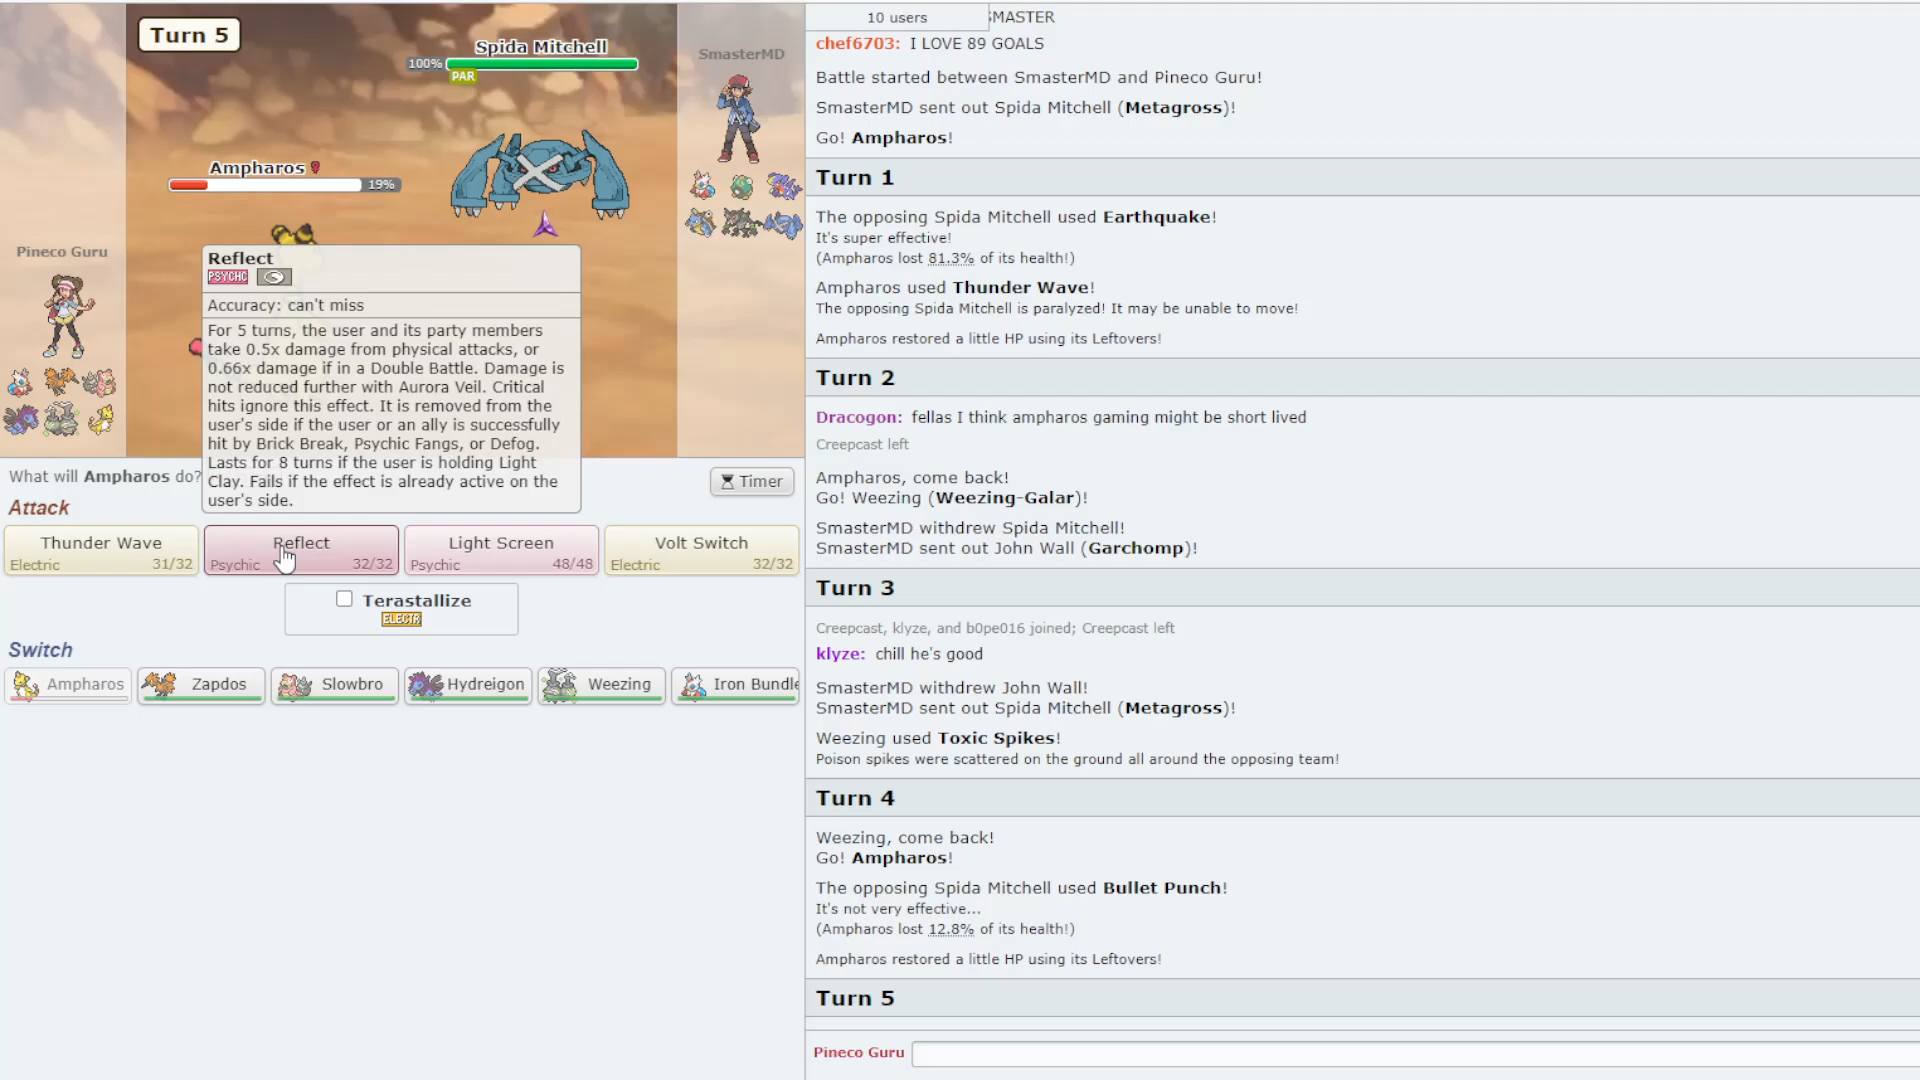 Turn 5
Spida Mitchell
100%
PAR
SmasterMD
Ampharos
19%
Pineco Guru
Reflect
PSYCHC
Accuracy: can't miss
For 5 turns, the user and its party members
take 0.5x damage from physical attacks, or
0.66x damage if in a Double Battle. Damage is
not reduced further with Aurora Veil. Critical
hits ignore this effect. It is removed from the
user's side if the user or an ally is successfully
hit by Brick Break, Psychic Fangs, or Defog.
Lasts for 8 turns if the user is holding Light
Clay. Fails if the effect is already active on the
user's side.
What will Ampharos do?
Timer
Attack
Thunder Wave
Electric 31/32
Reflect
Psychic 32/32
Light Screen
Psychic 48/48
Volt Switch
Electric 32/32
Terastallize
ELECTR
Switch
Ampharos
Zapdos
Slowbro
Hydreigon
Weezing
Iron Bundle
10 users
SMASTER
chef6703: I LOVE 89 GOALS
Battle started between SmasterMD and Pineco Guru!
SmasterMD sent out Spida Mitchell (Metagross)!
Go! Ampharos!
Turn 1
The opposing Spida Mitchell used Earthquake!
It's super effective!
(Ampharos lost 81.3% of its health!)
Ampharos used Thunder Wave!
The opposing Spida Mitchell is paralyzed! It may be unable to move!
Ampharos restored a little HP using its Leftovers!
Turn 2
Dracogon: fellas I think ampharos gaming might be short lived
Creepcast left
Ampharos, come back!
Go! Weezing (Weezing-Galar)!
SmasterMD withdrew Spida Mitchell!
SmasterMD sent out John Wall (Garchomp)!
Turn 3
Creepcast, klyze, and b0pe016 joined; Creepcast left
klyze: chill he's good
SmasterMD withdrew John Wall!
SmasterMD sent out Spida Mitchell (Metagross)!
Weezing used Toxic Spikes!
Poison spikes were scattered on the ground all around the opposing team!
Turn 4
Weezing, come back!
Go! Ampharos!
The opposing Spida Mitchell used Bullet Punch!
It's not very effective...
(Ampharos lost 12.8% of its health!)
Ampharos restored a little HP using its Leftovers!
Turn 5
Pineco Guru